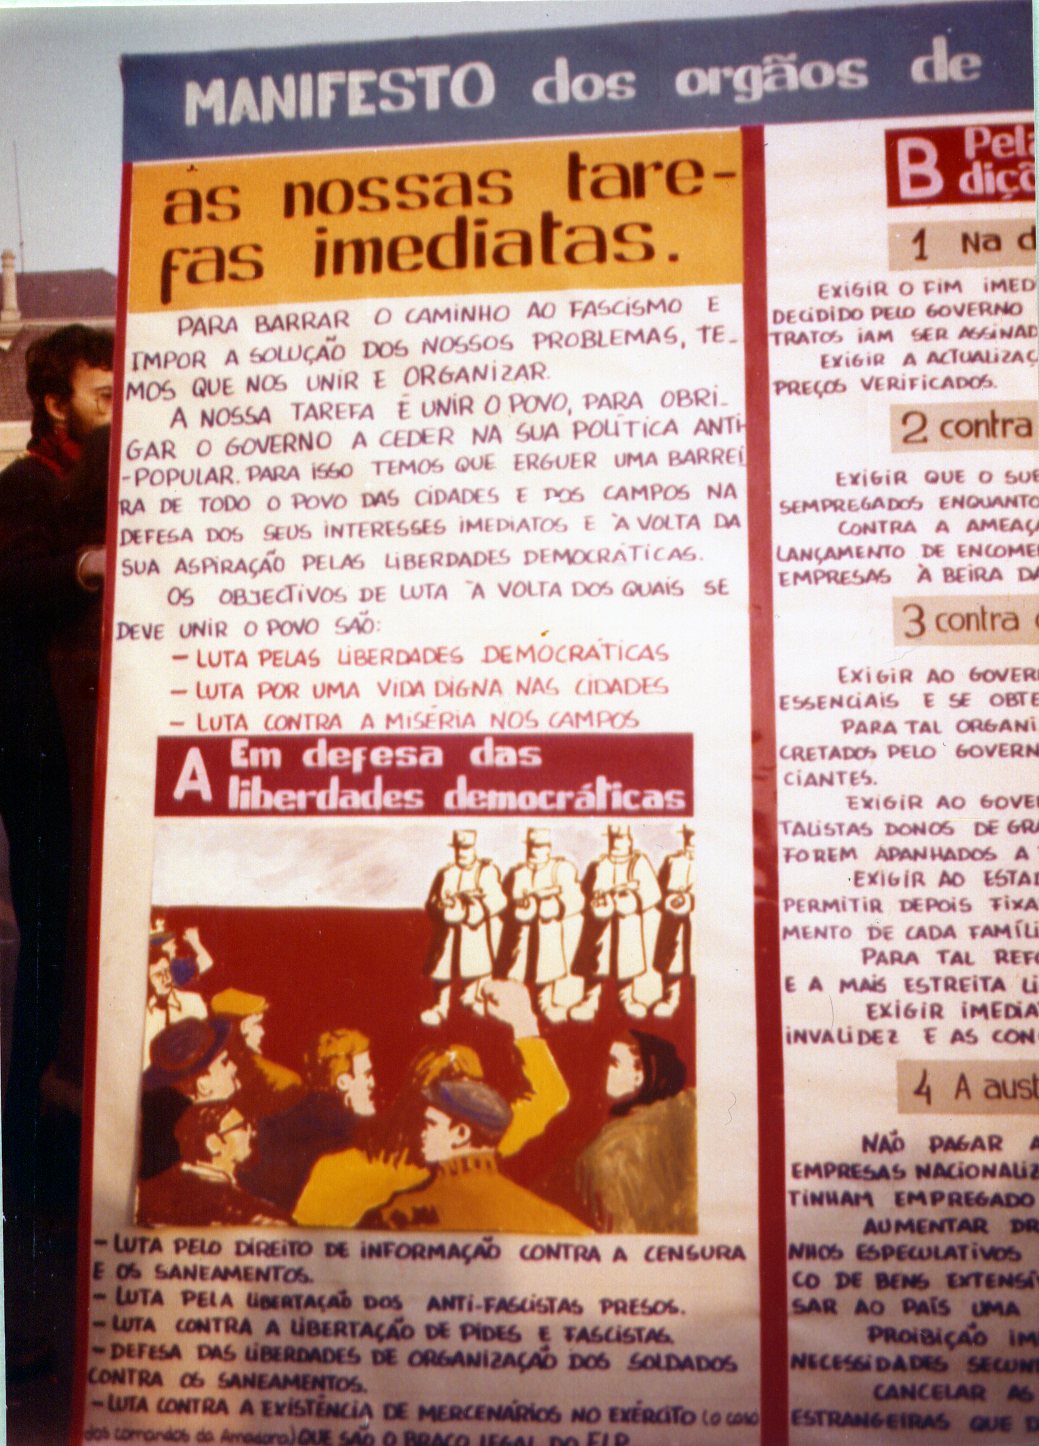 MANIFESTO dos orgãos de
as nossas tare-
fas imediatas.
PARA BARRAR O CAMINHO AO FASCISMO E
IMPOR A SOLUÇÃO DOS NOSSOS PROBLEMAS, TE-
MOS QUE NOS UNIR E ORGANIZAR.
A NOSSA TAREFA É UNIR O POVO, PARA OBRI-
GAR O GOVERNO A CEDER NA SUA POLÍTICA ANTI-
-POPULAR. PARA ISSO TEMOS QUE ERGUER UMA BARREI
RA DE TODO O POVO DAS CIDADES E DOS CAMPOS NA
DEFESA DOS SEUS INTERESSES IMEDIATOS E À VOLTA DA
SUA ASPIRAÇÃO PELAS LIBERDADES DEMOCRÁTICAS.
OS OBJECTIVOS DE LUTA À VOLTA DOS QUAIS SE
DEVE UNIR O POVO SÃO:
- LUTA PELAS LIBERDADES DEMOCRÁTICAS
- LUTA POR UMA VIDA DIGNA NAS CIDADES
- LUTA CONTRA A MISÉRIA NOS CAMPOS
A Em defesa das
liberdades democráticas
- LUTA PELO DIREITO DE INFORMAÇÃO CONTRA A CENSURA
E OS SANEAMENTOS.
- LUTA PELA LIBERTAÇÃO DOS ANTI-FASCISTAS PRESOS.
- LUTA CONTRA A LIBERTAÇÃO DE PIDES E FASCISTAS.
- DEFESA DAS LIBERDADES DE ORGANIZAÇÃO DOS SOLDADOS
CONTRA OS SANEAMENTOS.
- LUTA CONTRA A EXISTÊNCIA DE MERCENÁRIOS NO EXÉRCITO (o caso
dos comandos da Amadora) QUE SÃO O BRAÇO LEGAL DO ELP
B Pela
diçõ
1 Na d
EXIGIR O FIM IMED
DECIDIDO PELO GOVERNO
TRATOS IAM SER ASSINAD
EXIGIR A ACTUALIZAÇ
PREÇOS VERIFICADOS.
2 contra
EXIGIR QUE O SUB
SEMPREGADOS ENQUANTO
CONTRA A AMEAÇA
LANÇAMENTO DE ENCOME
EMPRESAS À BEIRA DA
3 contra
EXIGIR AO GOVER
ESSENCIAIS E SE OBTE
PARA TAL ORGANI
CRETADOS PELO GOVERN
CIANTES.
EXIGIR AO GOVE
TALISTAS DONOS DE GRA
FOREM APANHADOS A
EXIGIR AO ESTAD
PERMITIR DEPOIS FIXA
MENTO DE CADA FAMÍLI
PARA TAL REFO
E A MAIS ESTREITA LI
EXIGIR IMEDIA
INVALIDEZ E AS CON
4 A aust
NÃO PAGAR A
EMPRESAS NACIONALIZ
TINHAM EMPREGADO
AUMENTAR DR
NHOS ESPECULATIVOS
CO DE BENS EXTENSÍ
SAR AO PAÍS UMA
PROIBIÇÃO IM
NECESSIDADES SECUN
CANCELAR AS
ESTRANGEIRAS QUE D